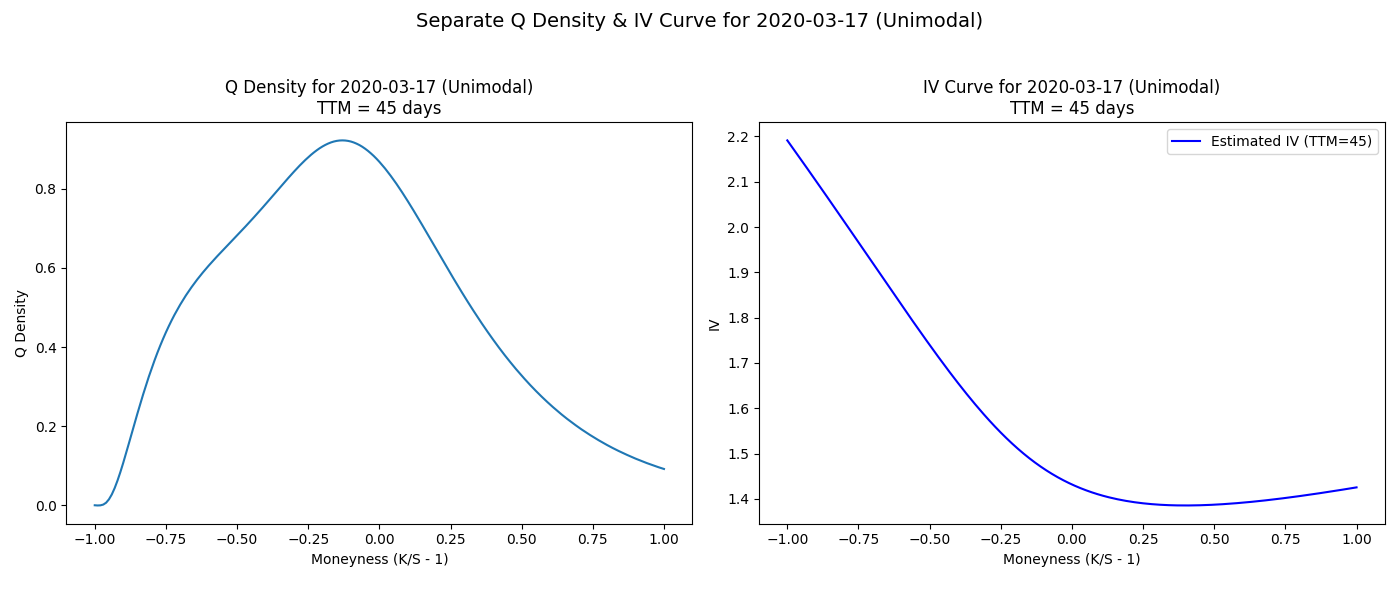 Separate Q Density & IV Curve for 2020-03-17 (Unimodal)
Q Density for 2020-03-17 (Unimodal)
TTM = 45 days
Q Density
0.8
0.6
0.4
0.2
0.0
−1.00 −0.75 −0.50 −0.25 0.00 0.25 0.50 0.75 1.00
Moneyness (K/S - 1)
IV Curve for 2020-03-17 (Unimodal)
TTM = 45 days
Estimated IV (TTM=45)
IV
2.2
2.1
2.0
1.9
1.8
1.7
1.6
1.5
1.4
−1.00 −0.75 −0.50 −0.25 0.00 0.25 0.50 0.75 1.00
Moneyness (K/S - 1)